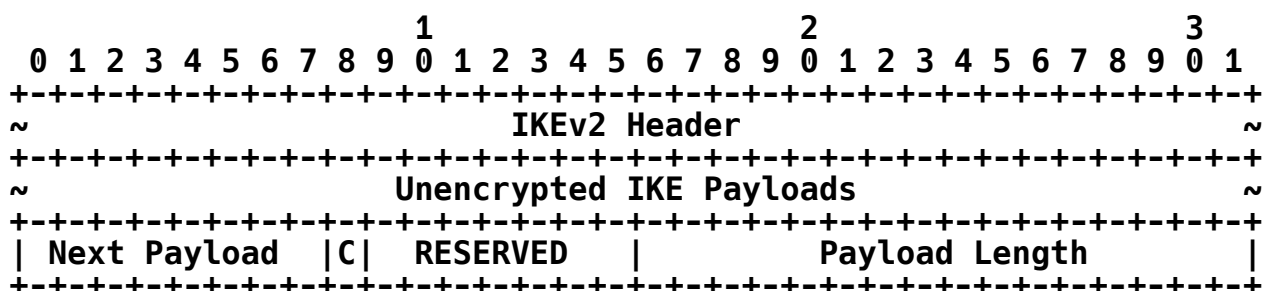 1                   2                   3
 0 1 2 3 4 5 6 7 8 9 0 1 2 3 4 5 6 7 8 9 0 1 2 3 4 5 6 7 8 9 0 1
+-+-+-+-+-+-+-+-+-+-+-+-+-+-+-+-+-+-+-+-+-+-+-+-+-+-+-+-+-+-+-+-+
~                         IKEv2 Header                          ~
+-+-+-+-+-+-+-+-+-+-+-+-+-+-+-+-+-+-+-+-+-+-+-+-+-+-+-+-+-+-+-+-+
~                   Unencrypted IKE Payloads                    ~
+-+-+-+-+-+-+-+-+-+-+-+-+-+-+-+-+-+-+-+-+-+-+-+-+-+-+-+-+-+-+-+-+
| Next Payload  |C|  RESERVED   |         Payload Length        |
+-+-+-+-+-+-+-+-+-+-+-+-+-+-+-+-+-+-+-+-+-+-+-+-+-+-+-+-+-+-+-+-+